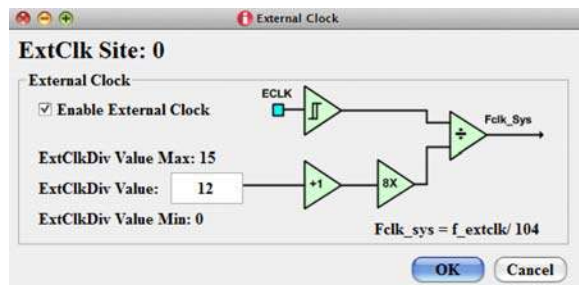 External Clock
ExtClk Site: 0
External Clock
Enable External Clock
ECLK
Fclk_Sys
÷
ExtClkDiv Value Max: 15
ExtClkDiv Value: 12
+1
8X
ExtClkDiv Value Min: 0
Fclk_sys = f_extclk/ 104
OK
Cancel